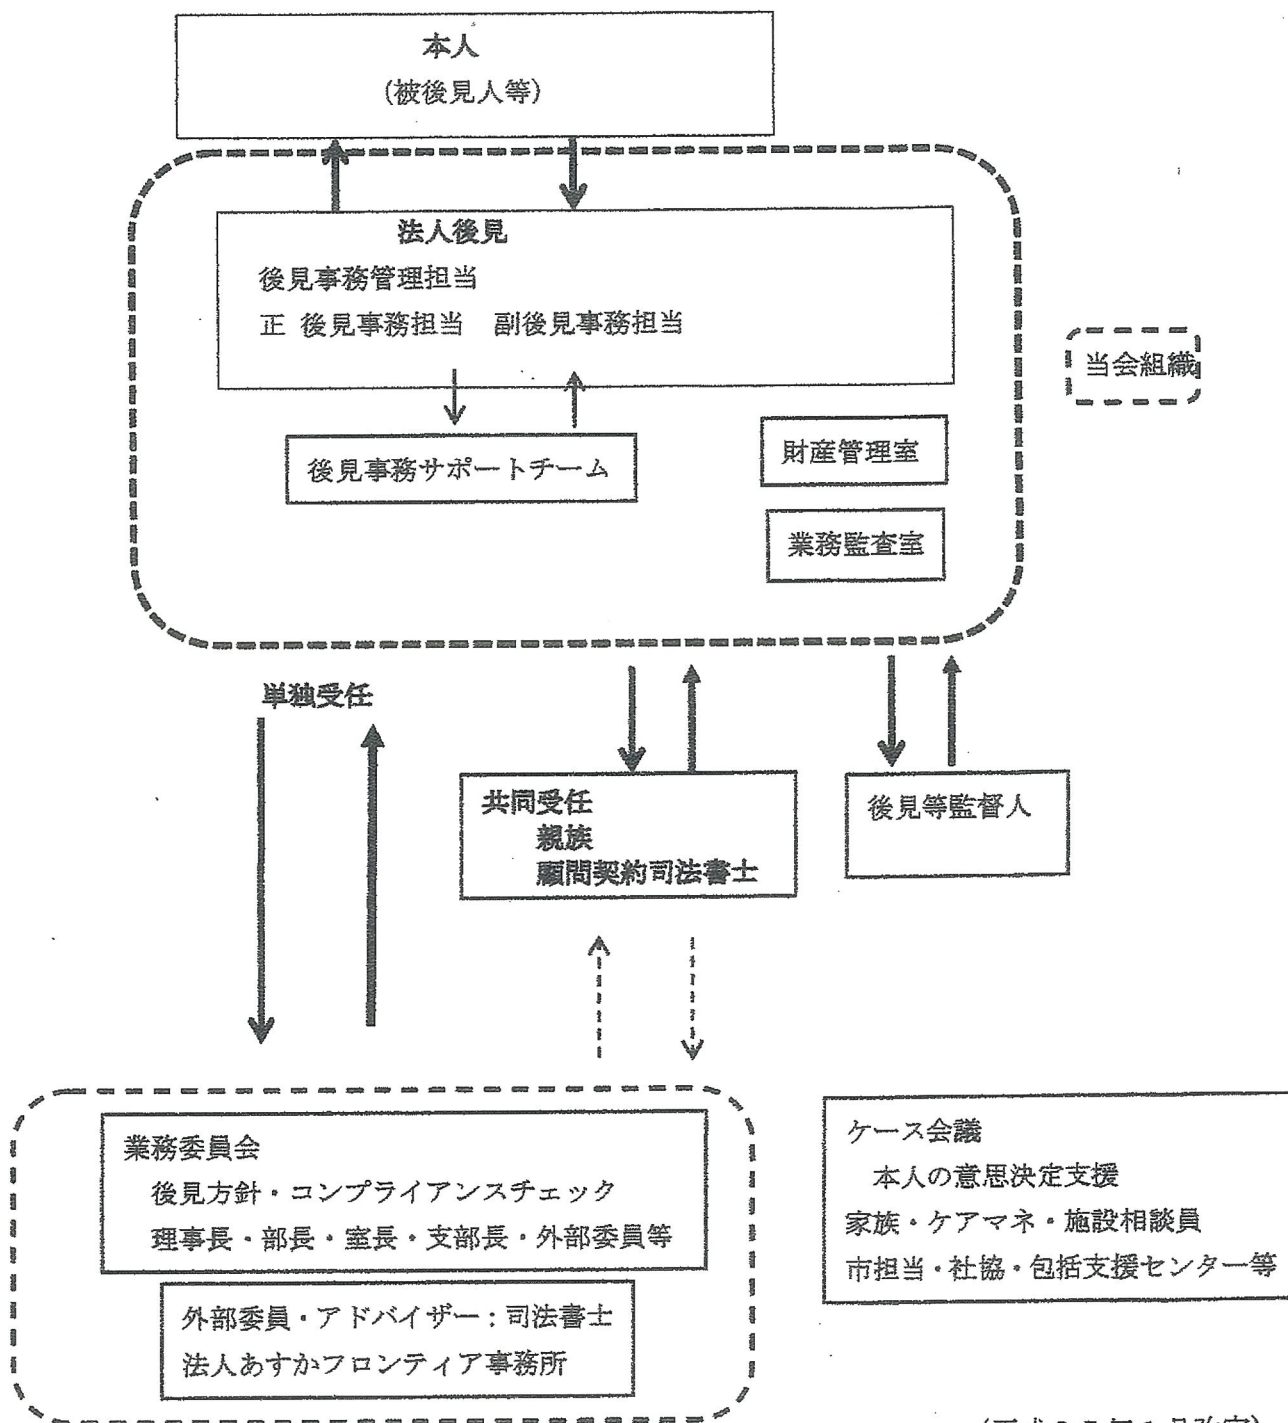 本人
(被後見人等)
法人後見
後見事務管理担当
正 後見事務担当 副後見事務担当
当会組織
後見事務サポートチーム
財産管理室
業務監査室
単独受任
共同受任
親族
顧問契約司法書士
後見等監督人
業務委員会
後見方針・コンプライアンスチェック
理事長・部長・室長・支部長・外部委員等
外部委員・アドバイザー：司法書士
法人あすかフロンティア事務所
ケース会議
本人の意思決定支援
家族・ケアマネ・施設相談員
市担当・社協・包括支援センター等